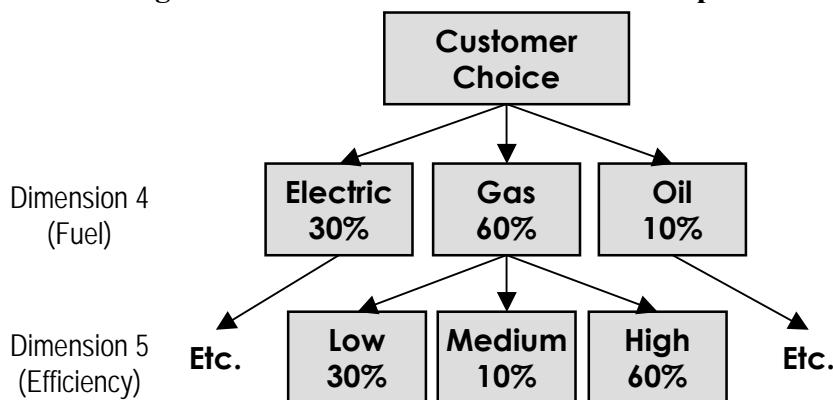 Customer
Choice
Dimension 4
(Fuel)
Electric
30%
Gas
60%
Oil
10%
Dimension 5
(Efficiency)
Etc.
Low
30%
Medium
10%
High
60%
Etc.